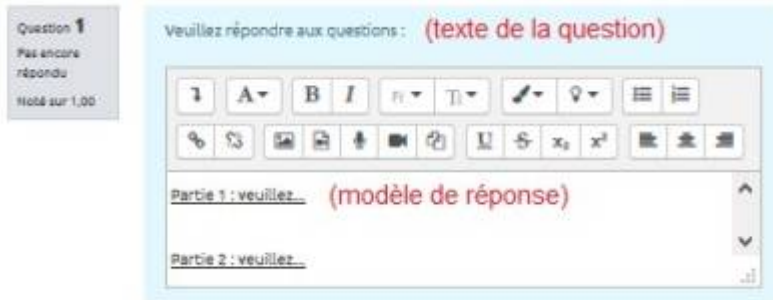 Question 1
Pas encore
répondu
Noté sur 1,00
Veuillez répondre aux questions : (texte de la question)
Partie 1 : veuillez... (modèle de réponse)
Partie 2 : veuillez...